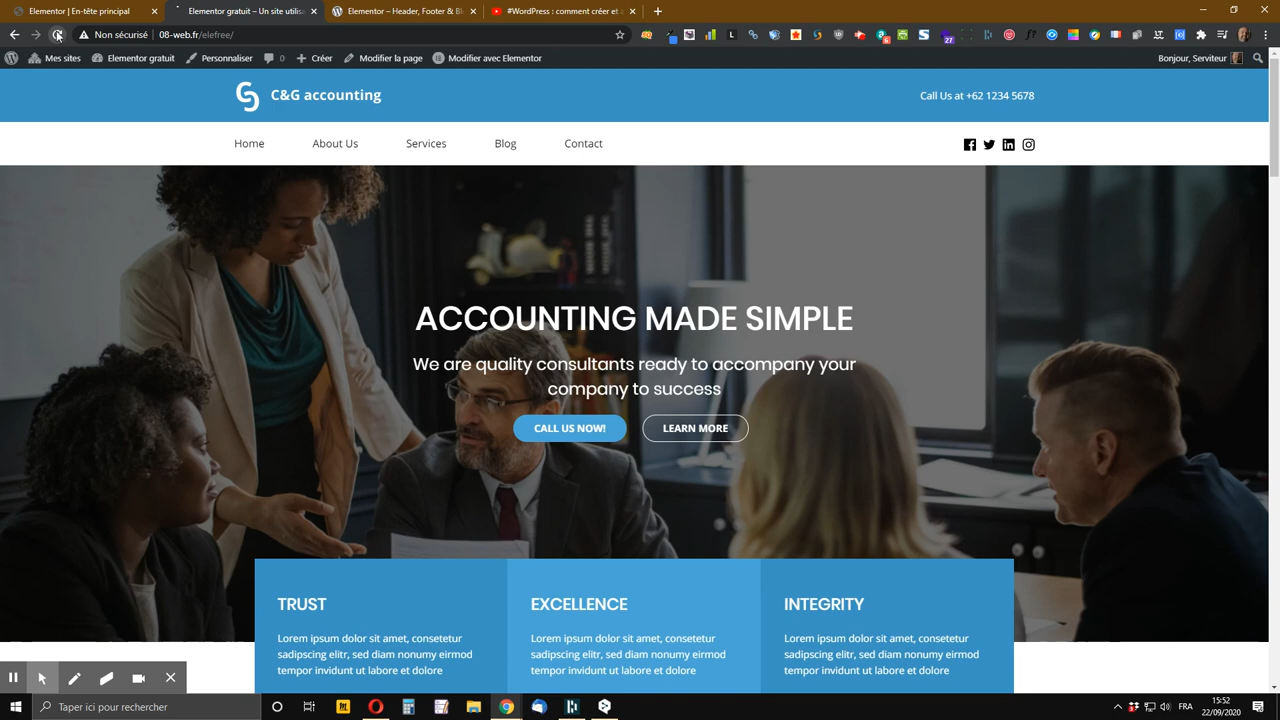 Elementor | En-tête principal
Elementor gratuit – utilisons Gu
Elementor – Header, Footer & Bl
#WordPress : comment créer et a
Non sécurisé
08-web.fr/elefree/
Mes sites
Elementor gratuit
Personnaliser
0
Créer
Modifier la page
Modifier avec Elementor
Bonjour, Serviteur
C&G accounting
Call Us at +62 1234 5678
Home
About Us
Services
Blog
Contact
ACCOUNTING MADE SIMPLE
We are quality consultants ready to accompany your
company to success
CALL US NOW!
LEARN MORE
TRUST
EXCELLENCE
INTEGRITY
Lorem ipsum dolor sit amet, consetetur
sadipscing elitr, sed diam nonumy eirmod
tempor invidunt ut labore et dolore
Lorem ipsum dolor sit amet, consetetur
sadipscing elitr, sed diam nonumy eirmod
tempor invidunt ut labore et dolore
Lorem ipsum dolor sit amet, consetetur
sadipscing elitr, sed diam nonumy eirmod
tempor invidunt ut labore et dolore
Taper ici pour rechercher
FRA
15:52
22/09/2020